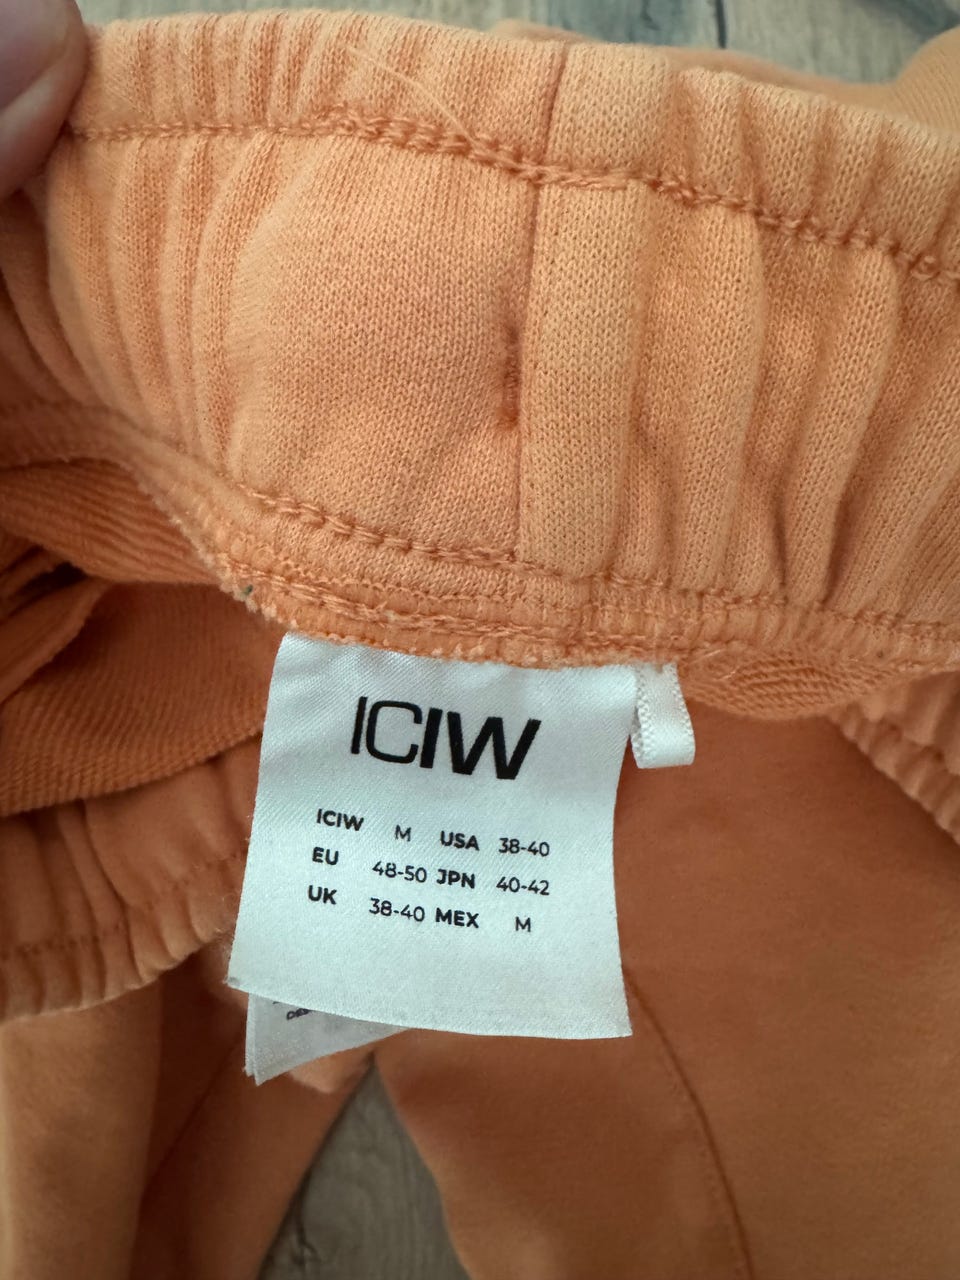 ICIW
ICIW M USA 38-40
EU 48-50 JPN 40-42
UK 38-40 MEX M